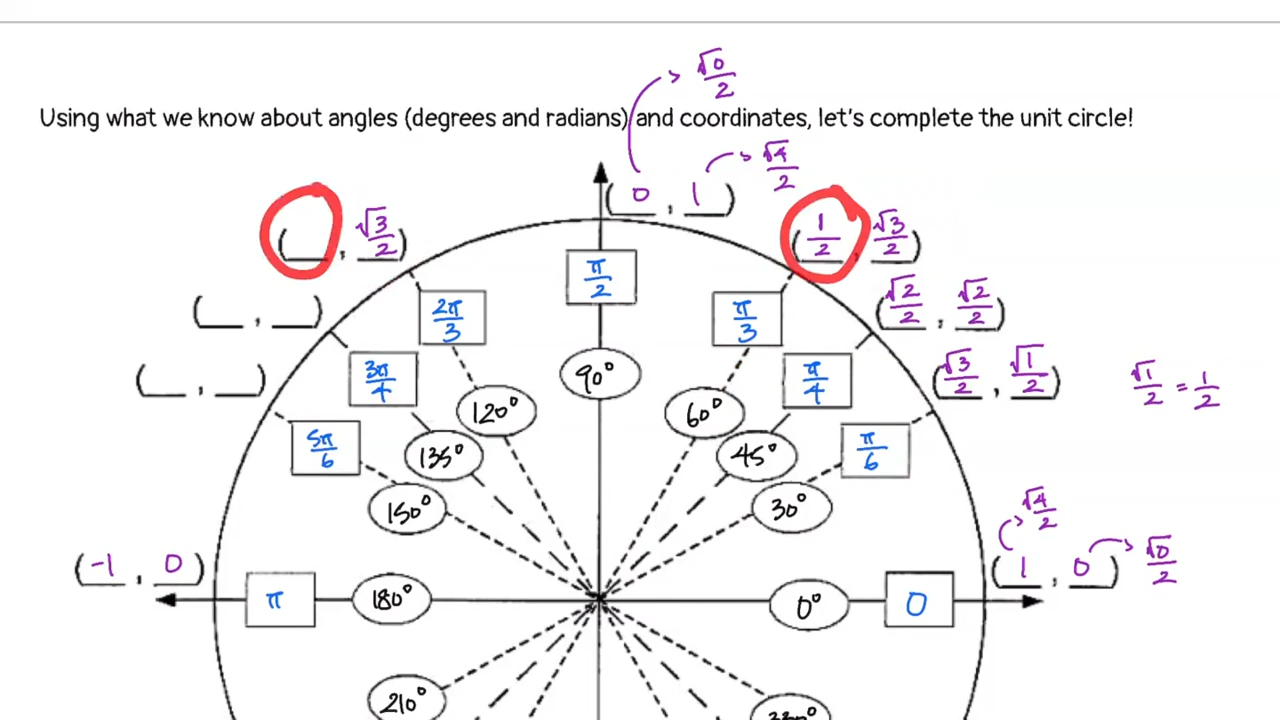 √0/2
Using what we know about angles (degrees and radians) and coordinates, let's complete the unit circle!
√4/2
(0, 1)
(__, √3/2)
(1/2, √3/2)
π/2
(__, __)
2π/3
π/3
(√2/2, √2/2)
(__, __)
3π/4
90°
π/4
(√3/2, √1/2)
√1/2 = 1/2
120°
60°
5π/6
135°
45°
π/6
150°
30°
√4/2
(-1, 0)
π
180°
0°
0
(1, 0)
√0/2
210°